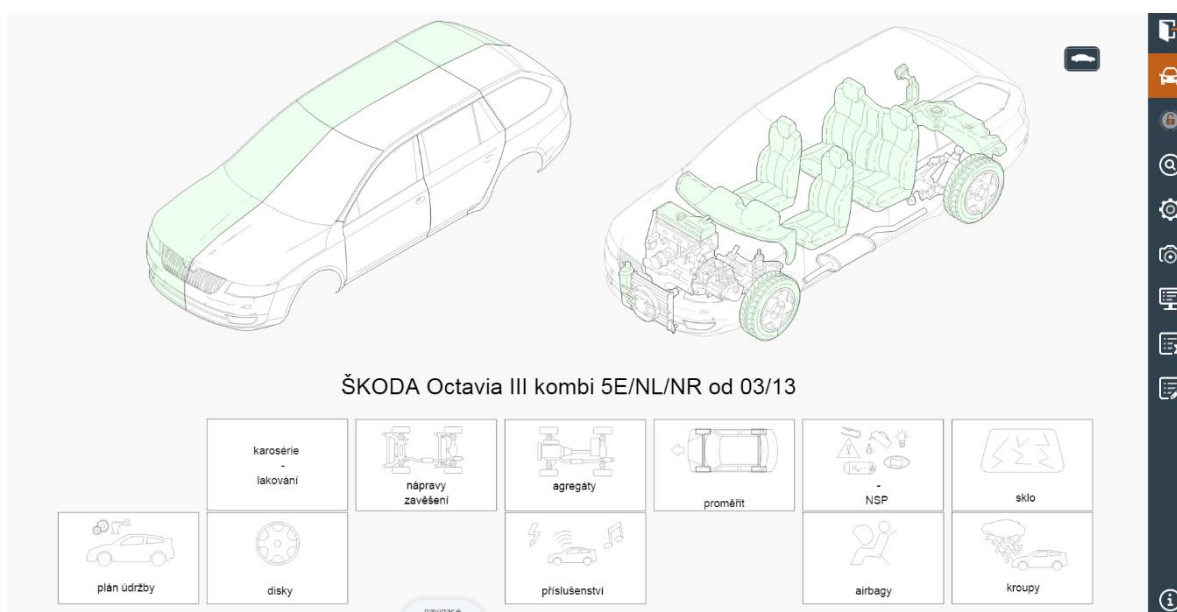 ŠKODA Octavia III kombi 5E/NL/NR od 03/13
karosérie
-
lakování
nápravy
zavěšení
agregáty
proměřit
-
NSP
sklo
plán údržby
disky
příslušenství
airbagy
kroupy
navigace